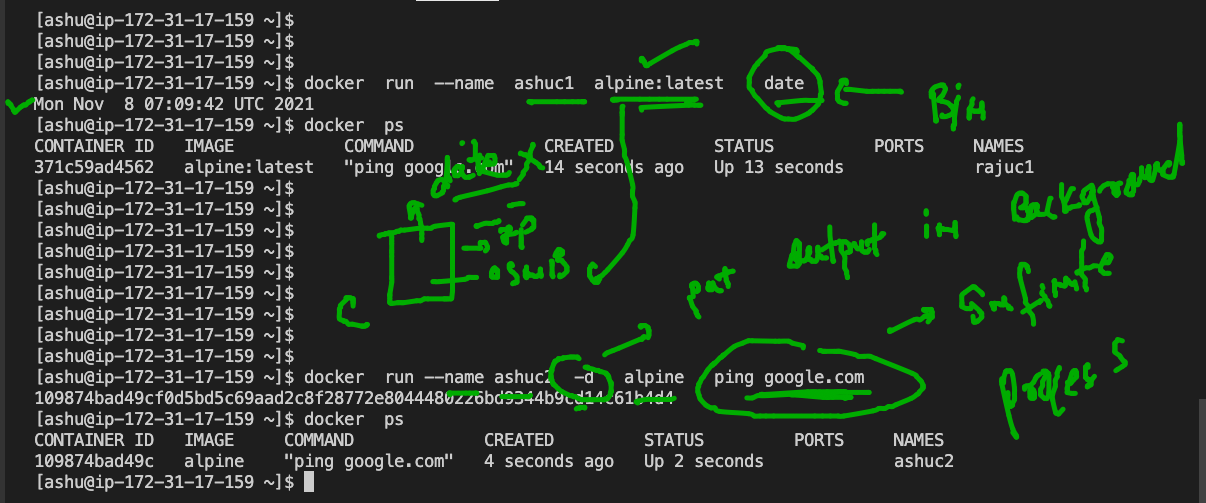 [ashu@ip-172-31-17-159 ~]$
[ashu@ip-172-31-17-159 ~]$
[ashu@ip-172-31-17-159 ~]$
[ashu@ip-172-31-17-159 ~]$ docker  run  --name  ashuc1  alpine:latest    date
Bin
Mon Nov  8 07:09:42 UTC 2021
[ashu@ip-172-31-17-159 ~]$ docker  ps
CONTAINER ID   IMAGE           COMMAND             CREATED          STATUS          PORTS     NAMES
371c59ad4562   alpine:latest   "ping google.com"   14 seconds ago   Up 13 seconds             rajuc1
date x
[ashu@ip-172-31-17-159 ~]$
[ashu@ip-172-31-17-159 ~]$
[ashu@ip-172-31-17-159 ~]$
[ashu@ip-172-31-17-159 ~]$
[ashu@ip-172-31-17-159 ~]$
[ashu@ip-172-31-17-159 ~]$
[ashu@ip-172-31-17-159 ~]$
[ashu@ip-172-31-17-159 ~]$
[ashu@ip-172-31-17-159 ~]$
put output in Background
[ashu@ip-172-31-17-159 ~]$ docker  run --name ashuc2  -d   alpine   ping google.com
Infinite
process
109874bad49cf0d5bd5c69aad2c8f28772e8044480226bd9344b9cd14c61b4d4
[ashu@ip-172-31-17-159 ~]$ docker  ps
CONTAINER ID   IMAGE    COMMAND             CREATED         STATUS         PORTS     NAMES
109874bad49c   alpine   "ping google.com"   4 seconds ago   Up 2 seconds             ashuc2
[ashu@ip-172-31-17-159 ~]$